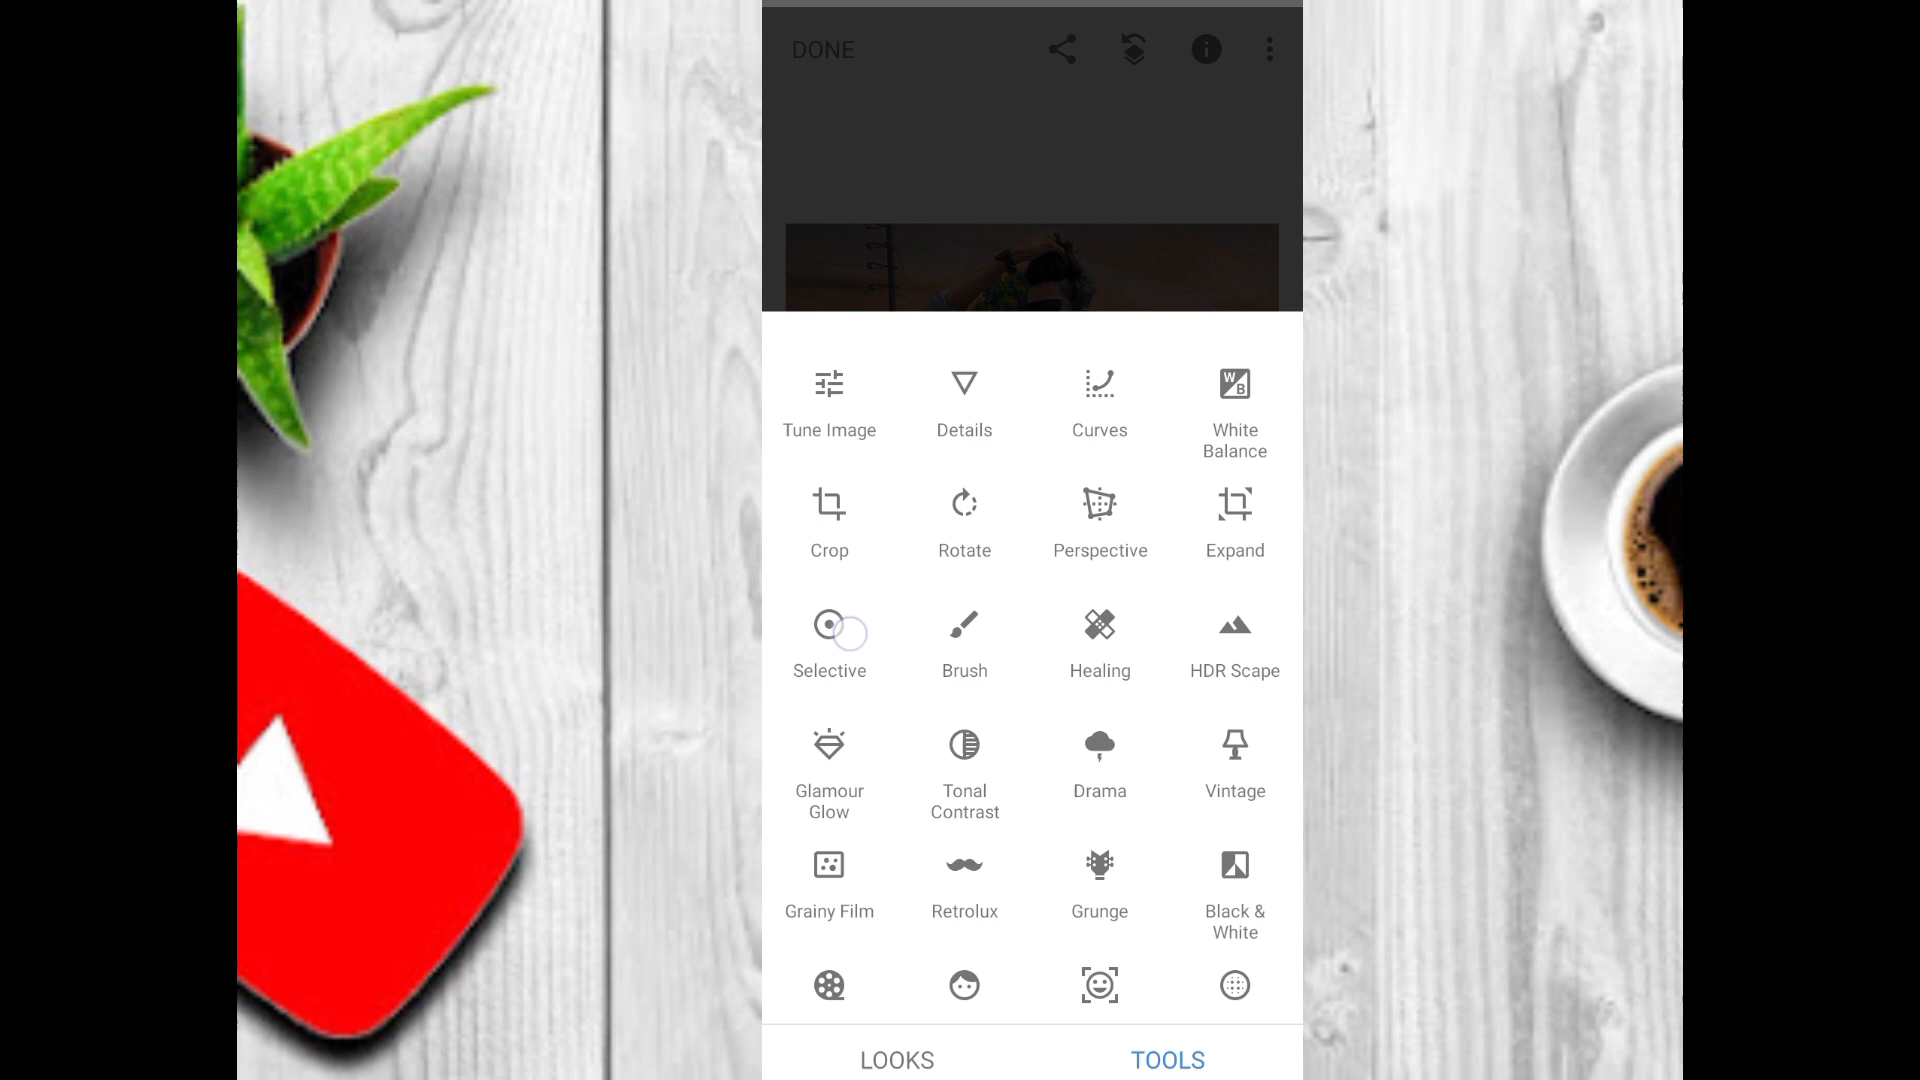 DONE
Tune Image
Details
Curves
White
Balance
Crop
Rotate
Perspective
Expand
Selective
Brush
Healing
HDR Scape
Glamour
Glow
Tonal
Contrast
Drama
Vintage
Grainy Film
Retrolux
Grunge
Black &
White
LOOKS
TOOLS